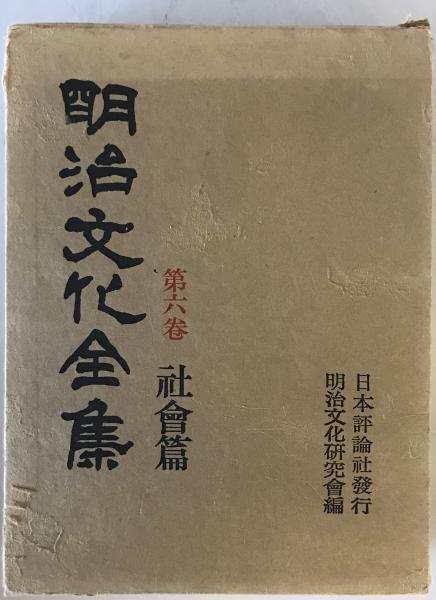 明治文化全集
第六卷 社會篇
日本評論社發行
明治文化研究會編